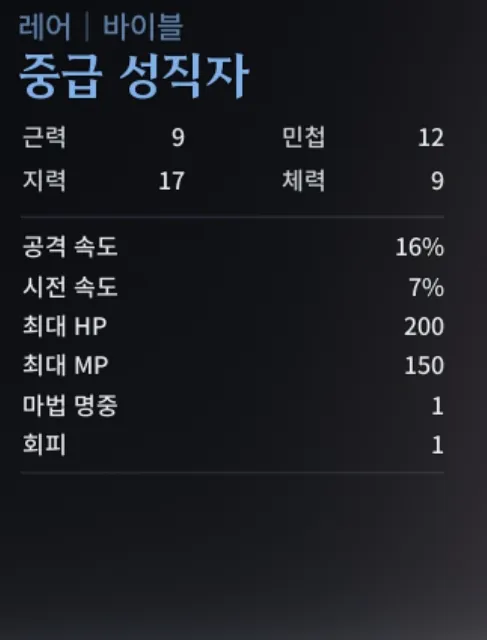 레어 | 바이블
중급 성직자
근력 9 민첩 12
지력 17 체력 9
공격 속도 16%
시전 속도 7%
최대 HP 200
최대 MP 150
마법 명중 1
회피 1